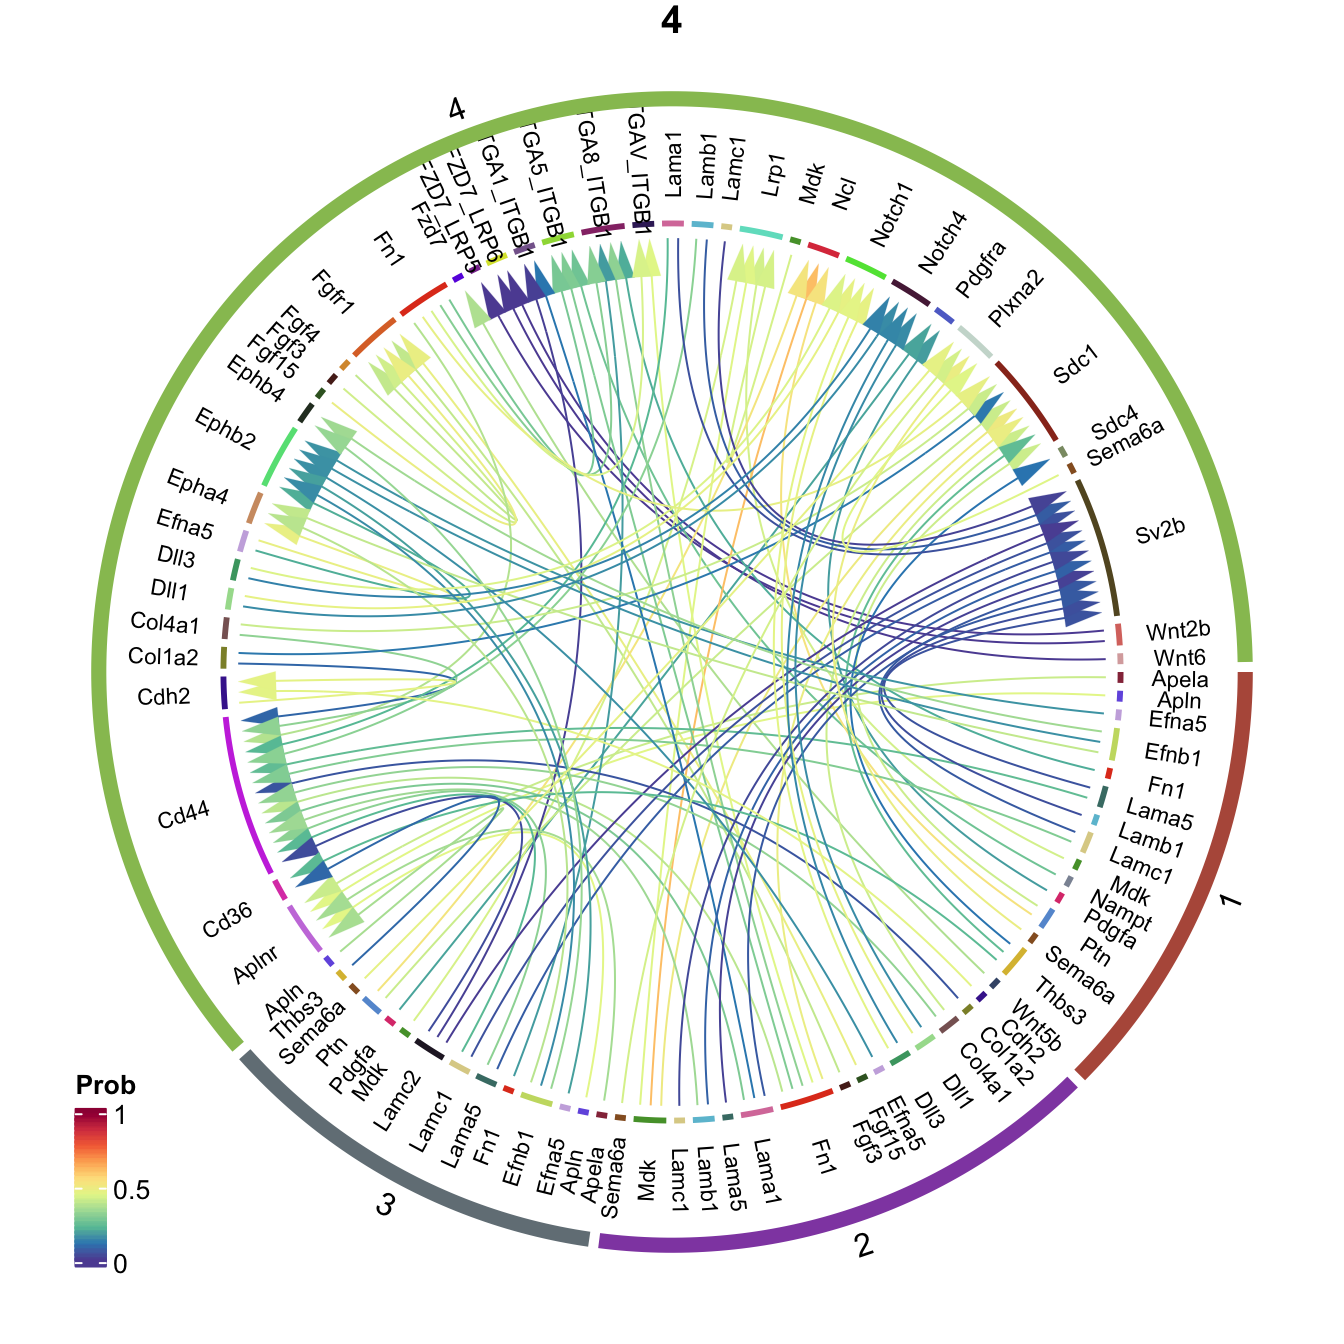 4
4
Lama1
Lamb1
Lamc1
Lrp1
Mdk
Ncl
Notch1
Notch4
Pdgfra
Plxna2
Sdc1
Sdc4
Sema6a
Sv2b
Wnt2b
Wnt6
Apela
Apln
Efna5
Efnb1
Fn1
Lama5
Lamb1
Lamc1
Mdk
Nampt
Pdgfa
Ptn
Sema6a
Thbs3
Wnt5b
1
Cdh2
Col1a2
Col4a1
Dll1
Dll3
Efna5
Fgf15
Fgf3
Fn1
Lama1
Lama5
Lamb1
Lamc1
Mdk
Sema6a
2
Apela
Apln
Efna5
Efnb1
Fn1
Lama5
Lamc1
Lamc2
Mdk
Pdgfa
Ptn
Sema6a
Thbs3
Apln
3
Aplnr
Cd36
Cd44
Cdh2
Col1a2
Col4a1
Dll1
Dll3
Efna5
Epha4
Ephb2
Ephb4
Fgf15
Fgf3
Fgf4
Fgfr1
Fn1
Fzd7
FZD7_LRP5
FZD7_LRP6
TGA1_ITGB1
TGA5_ITGB1
TGA8_ITGB1
TGAV_ITGB1
Prob
1
0.5
0